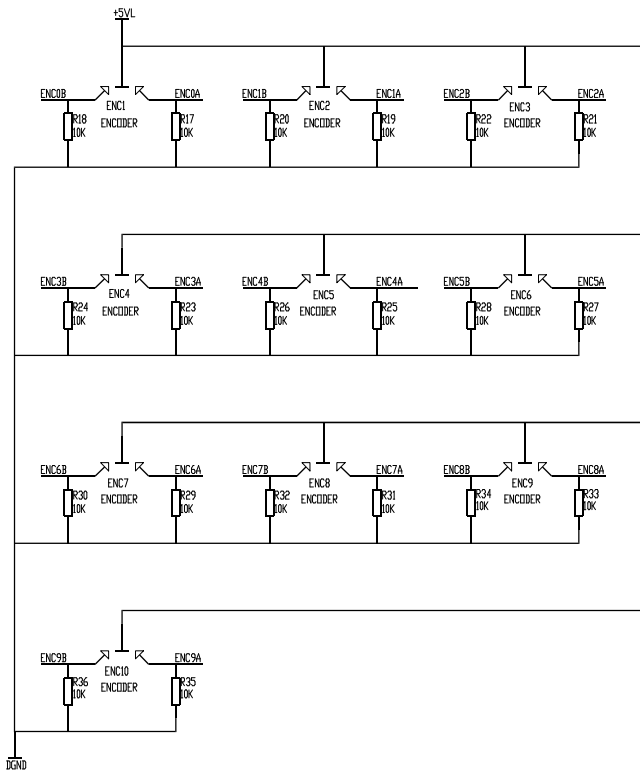 +5VL
ENC0B ENC0A ENC1B ENC1A ENC2B ENC2A
ENC1 ENC2 ENC3
R18 R17 R20 R19 R22 R21
ENCODER ENCODER ENCODER
10K 10K 10K 10K 10K 10K
ENC3B ENC3A ENC4B ENC4A ENC5B ENC5A
ENC4 ENC5 ENC6
R24 R23 R26 R25 R28 R27
ENCODER ENCODER ENCODER
10K 10K 10K 10K 10K 10K
ENC6B ENC6A ENC7B ENC7A ENC8B ENC8A
ENC7 ENC8 ENC9
R30 R29 R32 R31 R34 R33
ENCODER ENCODER ENCODER
10K 10K 10K 10K 10K 10K
ENC9B ENC9A
ENC10
R36 R35
ENCODER
10K 10K
DGND